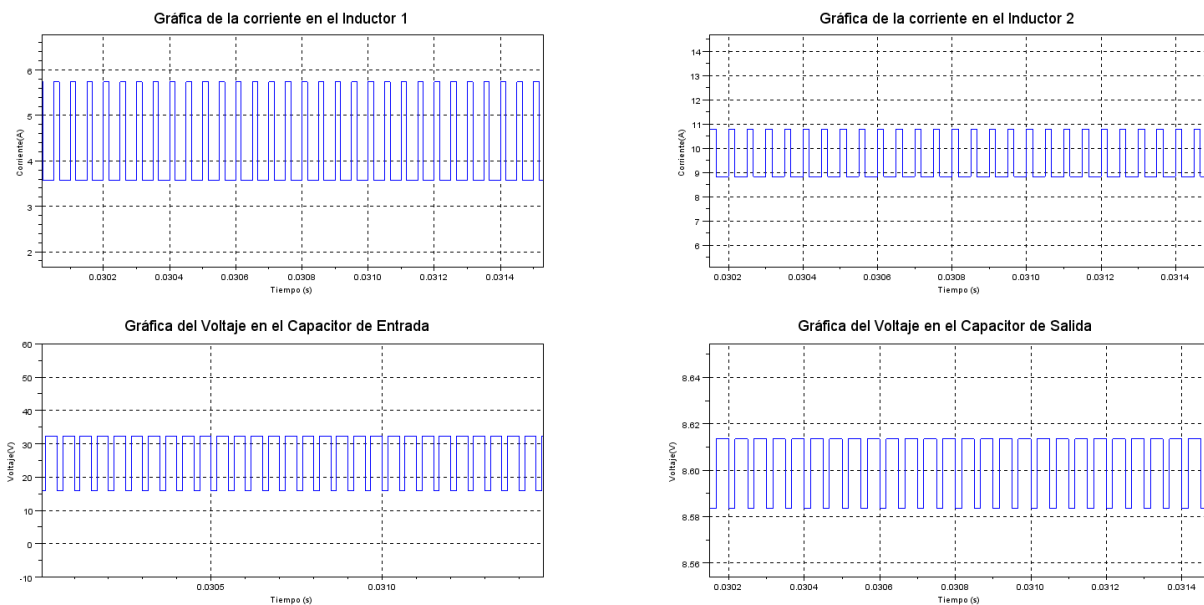 Gráfica de la corriente en el Inductor 1
6
5
4
3
2
Corriente(A)
0.0302 0.0304 0.0306 0.0308 0.0310 0.0312 0.0314
Tiempo (s)
Gráfica de la corriente en el Inductor 2
14
13
12
11
10
9
8
7
6
Corriente(A)
0.0302 0.0304 0.0306 0.0308 0.0310 0.0312 0.0314
Tiempo (s)
Gráfica del Voltaje en el Capacitor de Entrada
60
50
40
30
20
10
0
-10
Voltaje(V)
0.0305 0.0310
Tiempo (s)
Gráfica del Voltaje en el Capacitor de Salida
8.64
8.62
8.60
8.58
8.56
Voltaje(V)
0.0302 0.0304 0.0306 0.0308 0.0310 0.0312 0.0314
Tiempo (s)